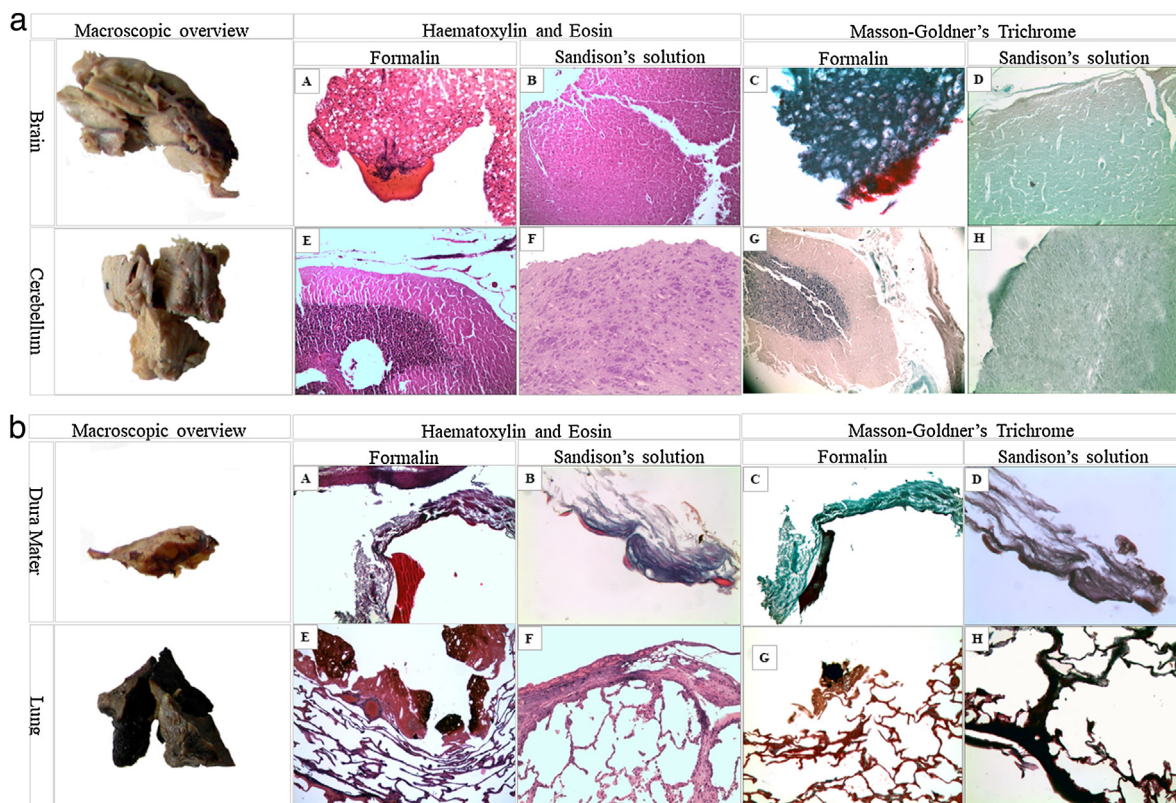 a
Macroscopic overview
Haematoxylin and Eosin
Masson-Goldner's Trichrome
Formalin
Sandison's solution
Formalin
Sandison's solution
Brain
A
B
C
D
Cerebellum
E
F
G
H
b
Macroscopic overview
Haematoxylin and Eosin
Masson-Goldner's Trichrome
Formalin
Sandison's solution
Formalin
Sandison's solution
Dura Mater
A
B
C
D
Lung
E
F
G
H